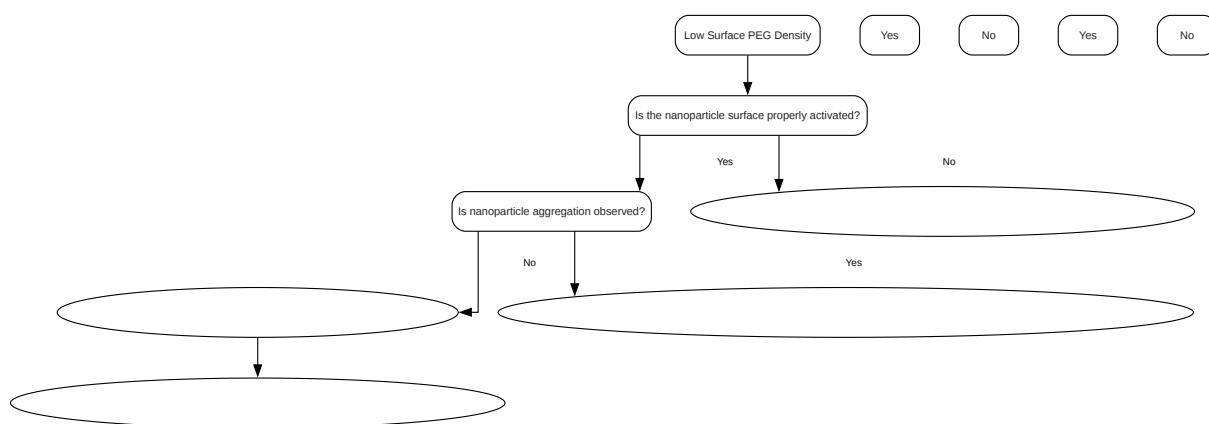 Low Surface PEG Density
Yes
No
Yes
No
Is the nanoparticle surface properly activated?
Yes
No
Is nanoparticle aggregation observed?
No
Yes